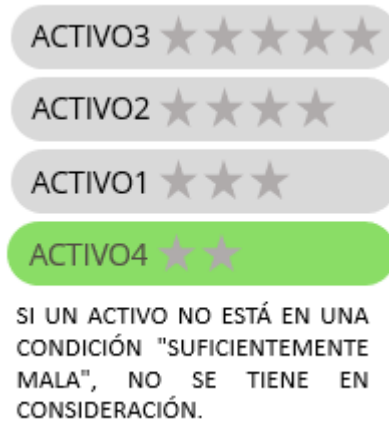 ACTIVO3
ACTIVO2
ACTIVO1
ACTIVO4
SI UN ACTIVO NO ESTÁ EN UNA
CONDICIÓN "SUFICIENTEMENTE
MALA", NO SE TIENE EN
CONSIDERACIÓN.